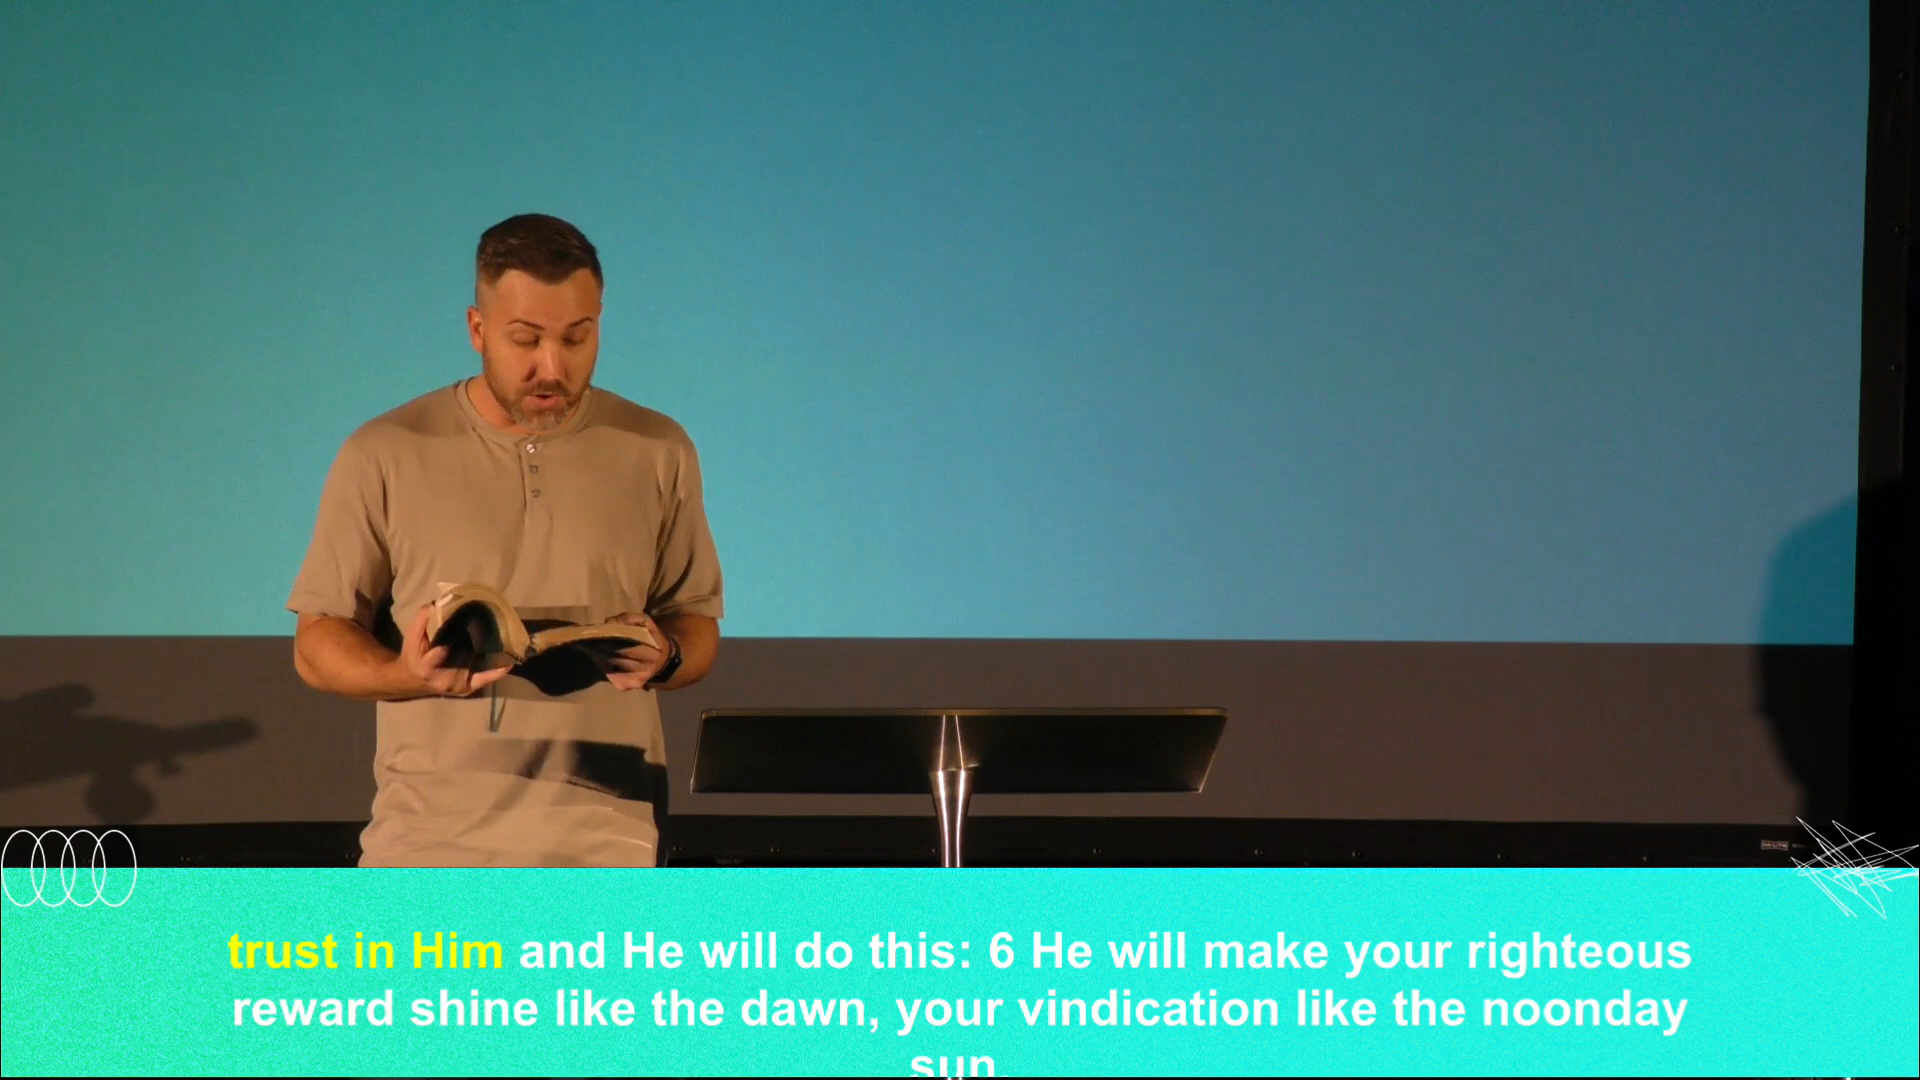 trust in Him and He will do this: 6 He will make your righteous
reward shine like the dawn, your vindication like the noonday
sun.